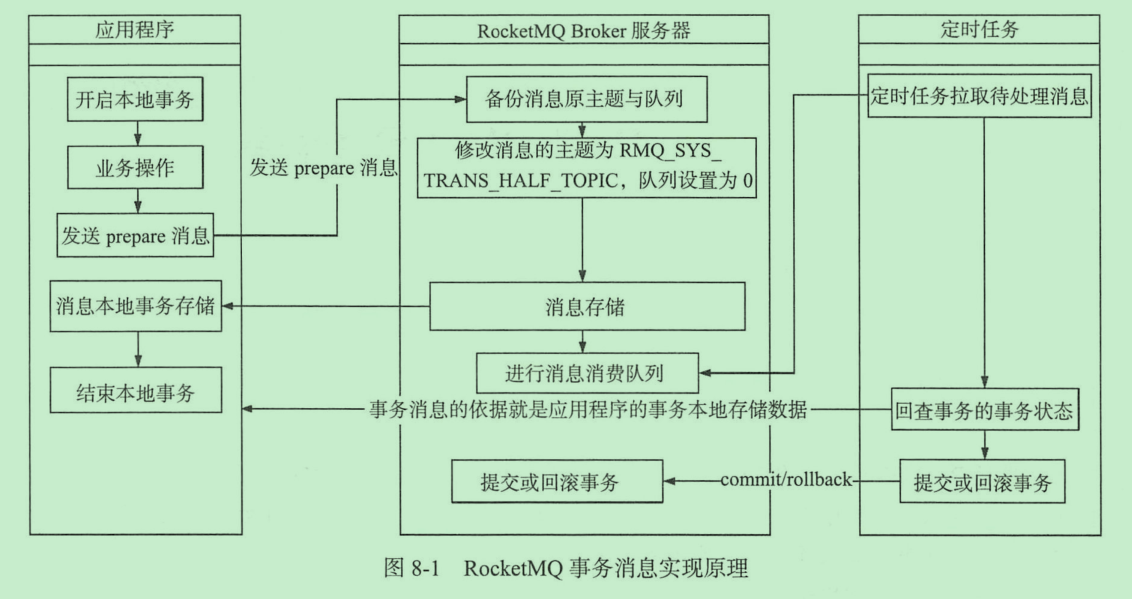 应用程序
RocketMQ Broker 服务器
定时任务
开启本地事务
业务操作
发送 prepare 消息
消息本地事务存储
结束本地事务
发送 prepare 消息
备份消息原主题与队列
修改消息的主题为 RMQ_SYS_
TRANS_HALF_TOPIC，队列设置为 0
消息存储
进行消息消费队列
事务消息的依据就是应用程序的事务本地存储数据
提交或回滚事务
commit/rollback
定时任务拉取待处理消息
回查事务的事务状态
提交或回滚事务
图 8-1 RocketMQ 事务消息实现原理